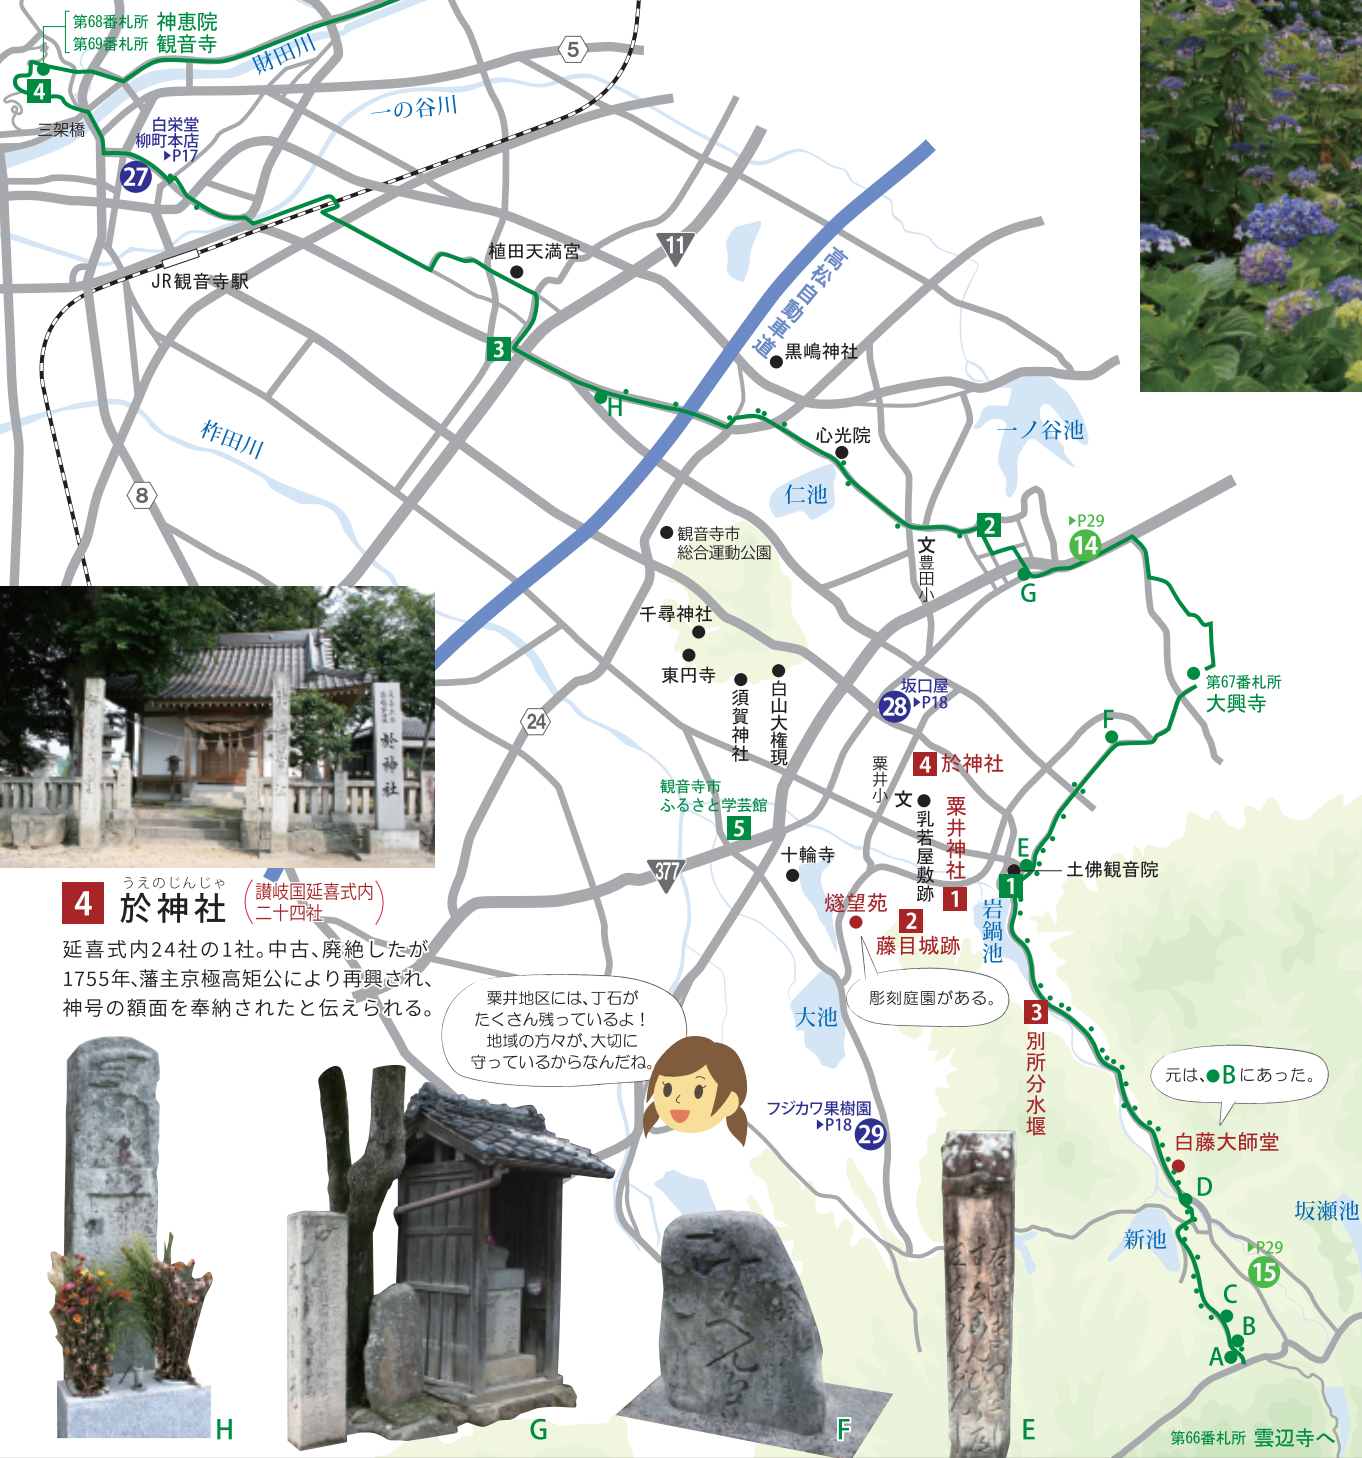 第68番札所 神恵院
第69番札所 観音寺
4
財田川
5
一の谷川
三架橋
白栄堂
柳町本店
▶P17
27
JR観音寺駅
植田天満宮
11
高松自動車道
黒嶋神社
3
H
柞田川
8
心光院
一ノ谷池
仁池
2
▶P29
14
文
豊田小
G
観音寺市
総合運動公園
千尋神社
東円寺
須賀神社
白山大権現
第67番札所
大興寺
坂口屋
28 ▶P18
F
24
4 於神社
粟井小
文
乳若屋敷跡
粟井神社
1
観音寺市
ふるさと学芸館
5
377
十輪寺
E
土佛観音院
1
岩鍋池
燧望苑
2
藤目城跡
彫刻庭園がある。
大池
3
別所分水堰
うえのじんじゃ
4 於神社
(讃岐国延喜式内
二十四社)
延喜式内24社の1社。中古、廃絶したが
1755年、藩主京極高矩公により再興され、
神号の額面を奉納されたと伝えられる。
粟井地区には、丁石が
たくさん残っているよ！
地域の方々が、大切に
守っているからなんだね。
フジカワ果樹園
▶P18
29
元は、●Bにあった。
白藤大師堂
D
坂瀬池
新池
▶P29
15
C
B
A
第66番札所 雲辺寺へ
於神社
H
G
F
E